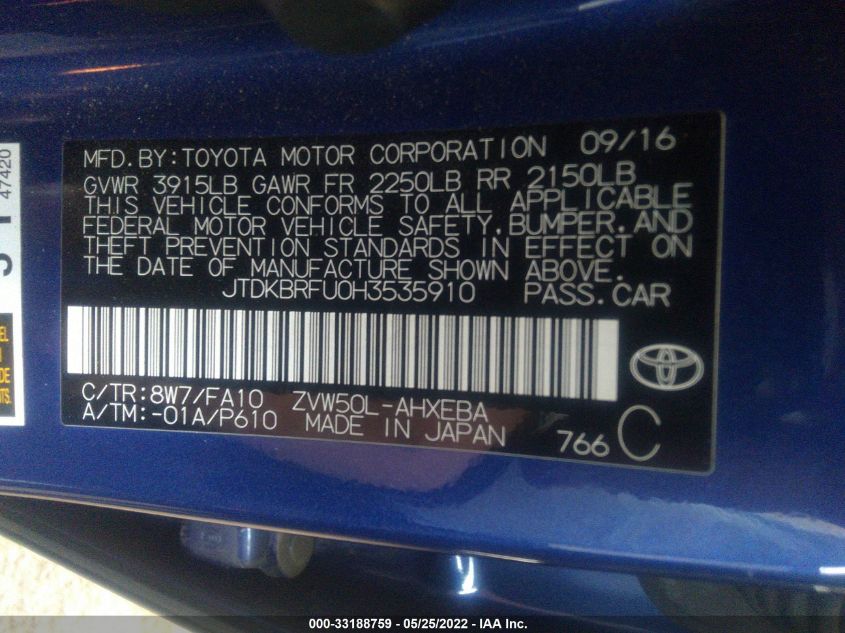 MFD. BY: TOYOTA MOTOR CORPORATION 09/16
GVWR 3915LB GAWR FR 2250LB RR 2150LB
THIS VEHICLE CONFORMS TO ALL APPLICABLE
FEDERAL MOTOR VEHICLE SAFETY, BUMPER, AND
THEFT PREVENTION STANDARDS IN EFFECT ON
THE DATE OF MANUFACTURE SHOWN ABOVE.
JTDKBRFU0H3535910 PASS. CAR
C/TR: 8W7/FA10 ZVW50L-AHXEBA
A/TM: -01A/P610 MADE IN JAPAN
766 C
47420
000-33188759 - 05/25/2022 - IAA Inc.